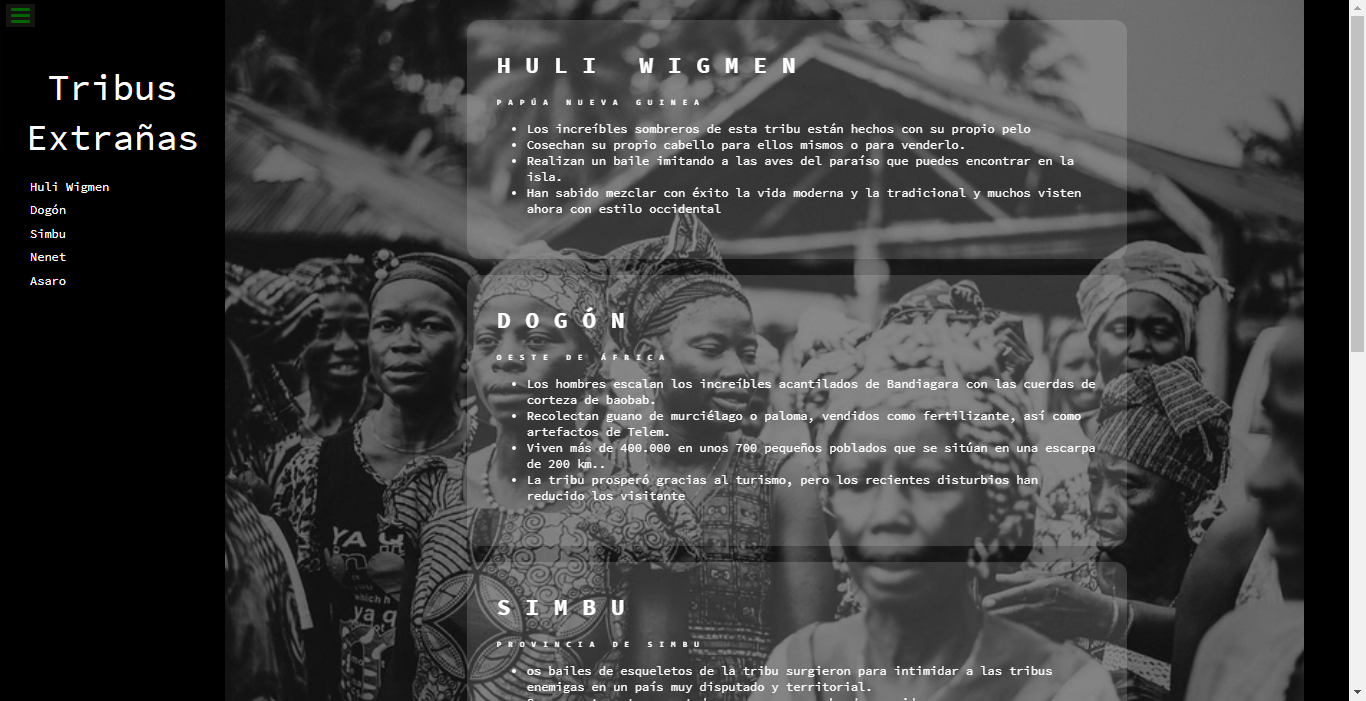 Tribus
Extrañas
Huli Wigmen
Dogón
Simbu
Nenet
Asaro
HULI WIGMEN
PAPÚA NUEVA GUINEA
• Los increíbles sombreros de esta tribu están hechos con su propio pelo
• Cosechan su propio cabello para ellos mismos o para venderlo.
• Realizan un baile imitando a las aves del paraíso que puedes encontrar en la
isla.
• Han sabido mezclar con éxito la vida moderna y la tradicional y muchos visten
ahora con estilo occidental
DOGÓN
OESTE DE ÁFRICA
• Los hombres escalan los increíbles acantilados de Bandiagara con las cuerdas de
corteza de baobab.
• Recolectan guano de murciélago o paloma, vendidos como fertilizante, así como
artefactos de Telem.
• Viven más de 400.000 en unos 700 pequeños poblados que se sitúan en una escarpa
de 200 km..
• La tribu prosperó gracias al turismo, pero los recientes disturbios han
reducido los visitante
SIMBU
PROVINCIA DE SIMBU
• os bailes de esqueletos de la tribu surgieron para intimidar a las tribus
enemigas en un país muy disputado y territorial.